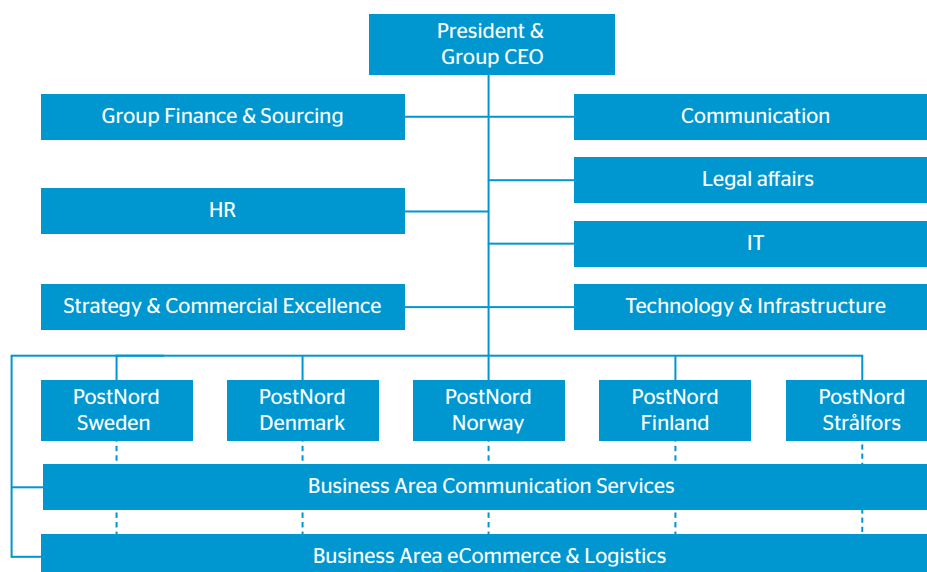 President &
Group CEO
Group Finance & Sourcing
Communication
Legal affairs
HR
IT
Strategy & Commercial Excellence
Technology & Infrastructure
PostNord
Sweden
PostNord
Denmark
PostNord
Norway
PostNord
Finland
PostNord
Strålfors
Business Area Communication Services
Business Area eCommerce & Logistics